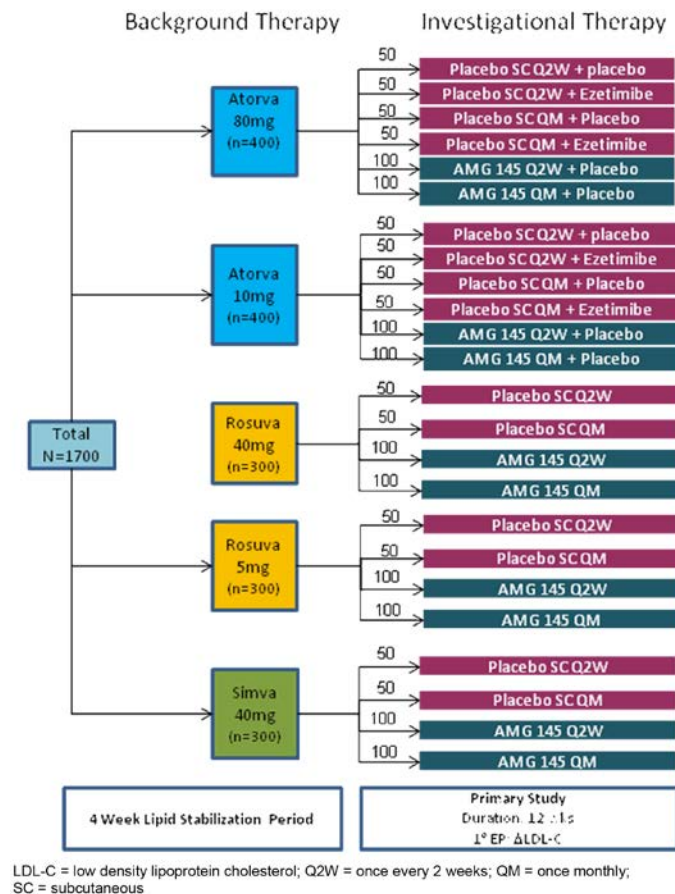 Background Therapy
Investigational Therapy
Total
N=1700
Atorva
80mg
(n=400)
50
Placebo SC Q2W + placebo
50
Placebo SC Q2W + Ezetimibe
50
Placebo SC QM + Placebo
50
Placebo SC QM + Ezetimibe
100
AMG 145 Q2W + Placebo
100
AMG 145 QM + Placebo
Atorva
10mg
(n=400)
50
Placebo SC Q2W + placebo
50
Placebo SC Q2W + Ezetimibe
50
Placebo SC QM + Placebo
50
Placebo SC QM + Ezetimibe
100
AMG 145 Q2W + Placebo
100
AMG 145 QM + Placebo
Rosuva
40mg
(n=300)
50
Placebo SC Q2W
50
Placebo SC QM
100
AMG 145 Q2W
100
AMG 145 QM
Rosuva
5mg
(n=300)
50
Placebo SC Q2W
50
Placebo SC QM
100
AMG 145 Q2W
100
AMG 145 QM
Simva
40mg
(n=300)
50
Placebo SC Q2W
50
Placebo SC QM
100
AMG 145 Q2W
100
AMG 145 QM
4 Week Lipid Stabilization Period
Primary Study
Duration: 12
1° EP: ΔLDL-C
LDL-C = low density lipoprotein cholesterol; Q2W = once every 2 weeks; QM = once monthly;
SC = subcutaneous